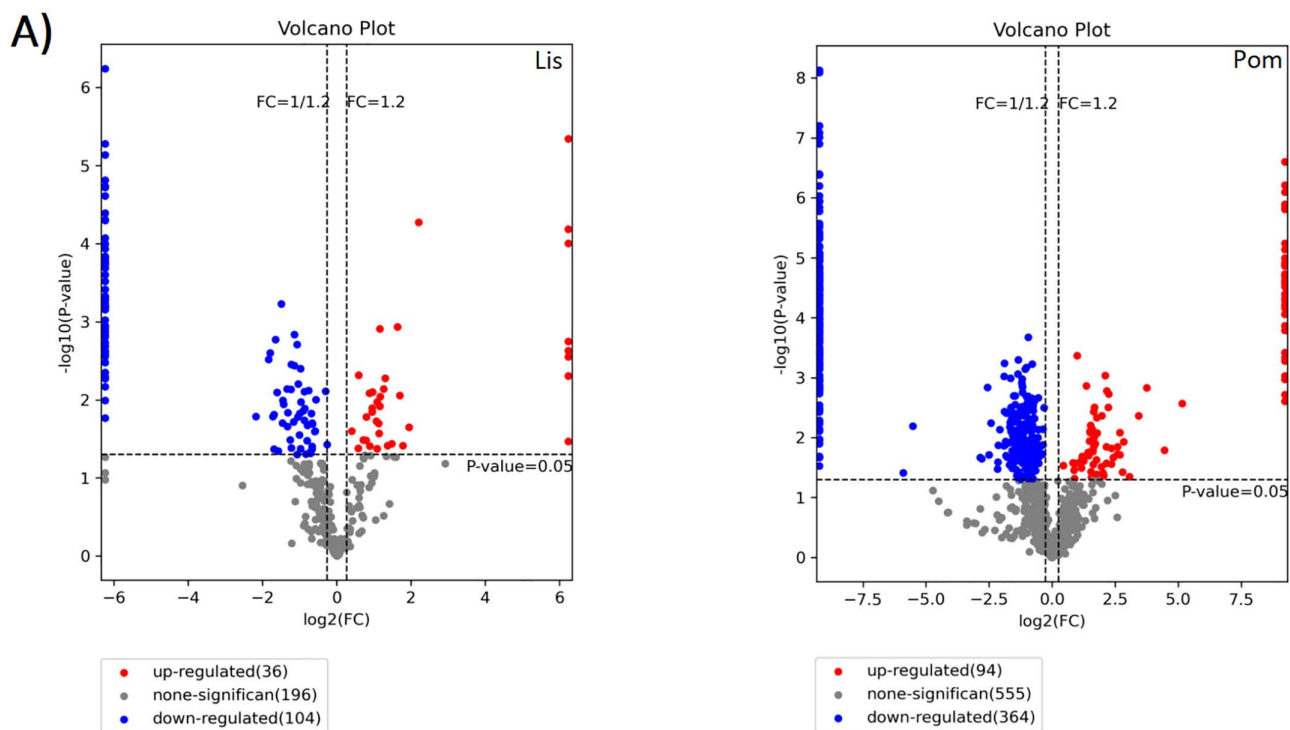 A)
Volcano Plot
Lis
FC=1/1.2
FC=1.2
6
5
4
3
2
1
0
-log10(P-value)
P-value=0.05
−6
−4
−2
0
2
4
6
log2(FC)
up-regulated(36)
none-significan(196)
down-regulated(104)
Volcano Plot
Pom
FC=1/1.2
FC=1.2
8
7
6
5
4
3
2
1
0
-log10(P-value)
P-value=0.05
−7.5
−5.0
−2.5
0.0
2.5
5.0
7.5
log2(FC)
up-regulated(94)
none-significan(555)
down-regulated(364)